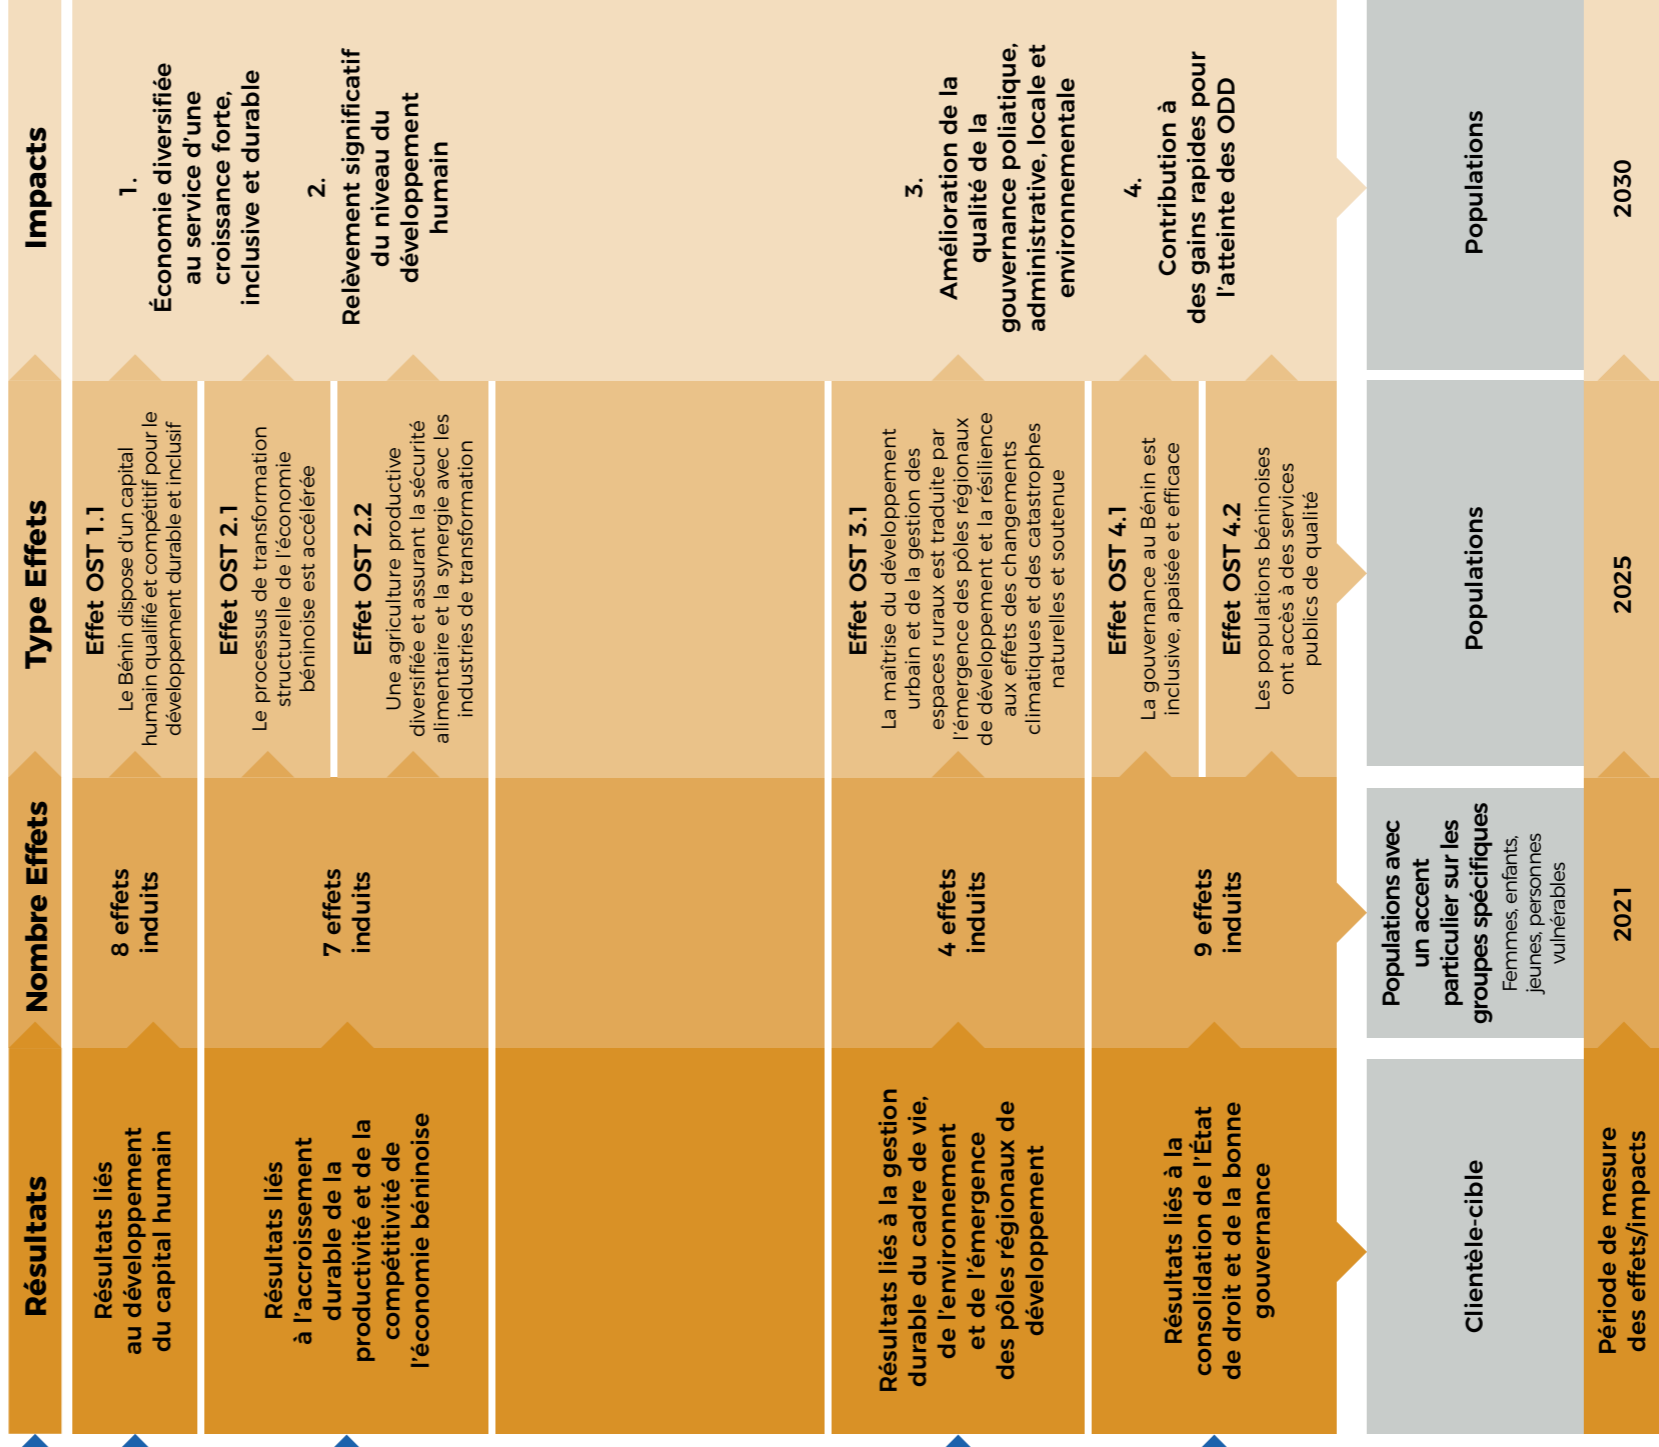 Résultats
Nombre Effets
Type Effets
Impacts
Résultats liés
au développement
du capital humain
8 effets
induits
Effet OST 1.1
Le Bénin dispose d'un capital
humain qualifié et compétitif pour le
développement durable et inclusif
1.
Économie diversifiée
au service d'une
croissance forte,
inclusive et durable
Résultats liés
à l'accroissement
durable de la
productivité et de la
compétitivité de
l'économie béninoise
7 effets
induits
Effet OST 2.1
Le processus de transformation
structurelle de l'économie
béninoise est accélérée
Effet OST 2.2
Une agriculture productive
diversifiée et assurant la sécurité
alimentaire et la synergie avec les
industries de transformation
2.
Relèvement significatif
du niveau du
développement
humain
Résultats liés à la gestion
durable du cadre de vie,
de l'environnement
et de l'émergence
des pôles régionaux de
développement
4 effets
induits
Effet OST 3.1
La maîtrise du développement
urbain et de la gestion des
espaces ruraux est traduite par
l'émergence des pôles régionaux
de développement et la résilience
aux effets des changements
climatiques et des catastrophes
naturelles et soutenue
3.
Amélioration de la
qualité de la
gouvernance poliatique,
administrative, locale et
environnementale
Résultats liés à la
consolidation de l'État
de droit et de la bonne
gouvernance
9 effets
induits
Effet OST 4.1
La gouvernance au Bénin est
inclusive, apaisée et efficace
Effet OST 4.2
Les populations béninoises
ont accès à des services
publics de qualité
4.
Contribution à
des gains rapides pour
l'atteinte des ODD
Clientèle-cible
Populations avec
un accent
particulier sur les
groupes spécifiques
Femmes, enfants,
jeunes, personnes
vulnérables
Populations
Populations
Période de mesure
des effets/impacts
2021
2025
2030